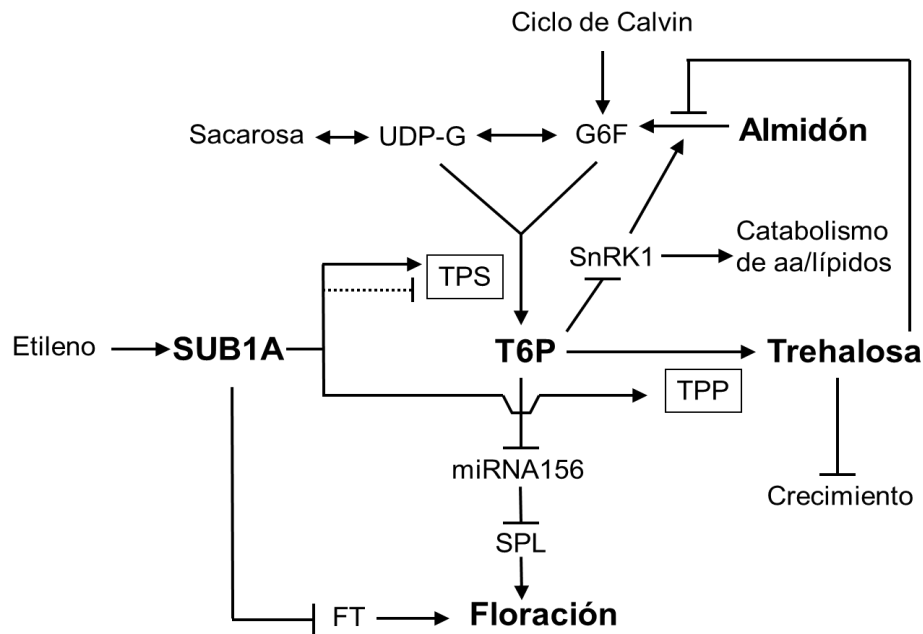 Ciclo de Calvin
Sacarosa
UDP-G
G6F
Almidón
SnRK1
Catabolismo
de aa/lípidos
TPS
Etileno
SUB1A
T6P
Trehalosa
TPP
miRNA156
Crecimiento
SPL
FT
Floración